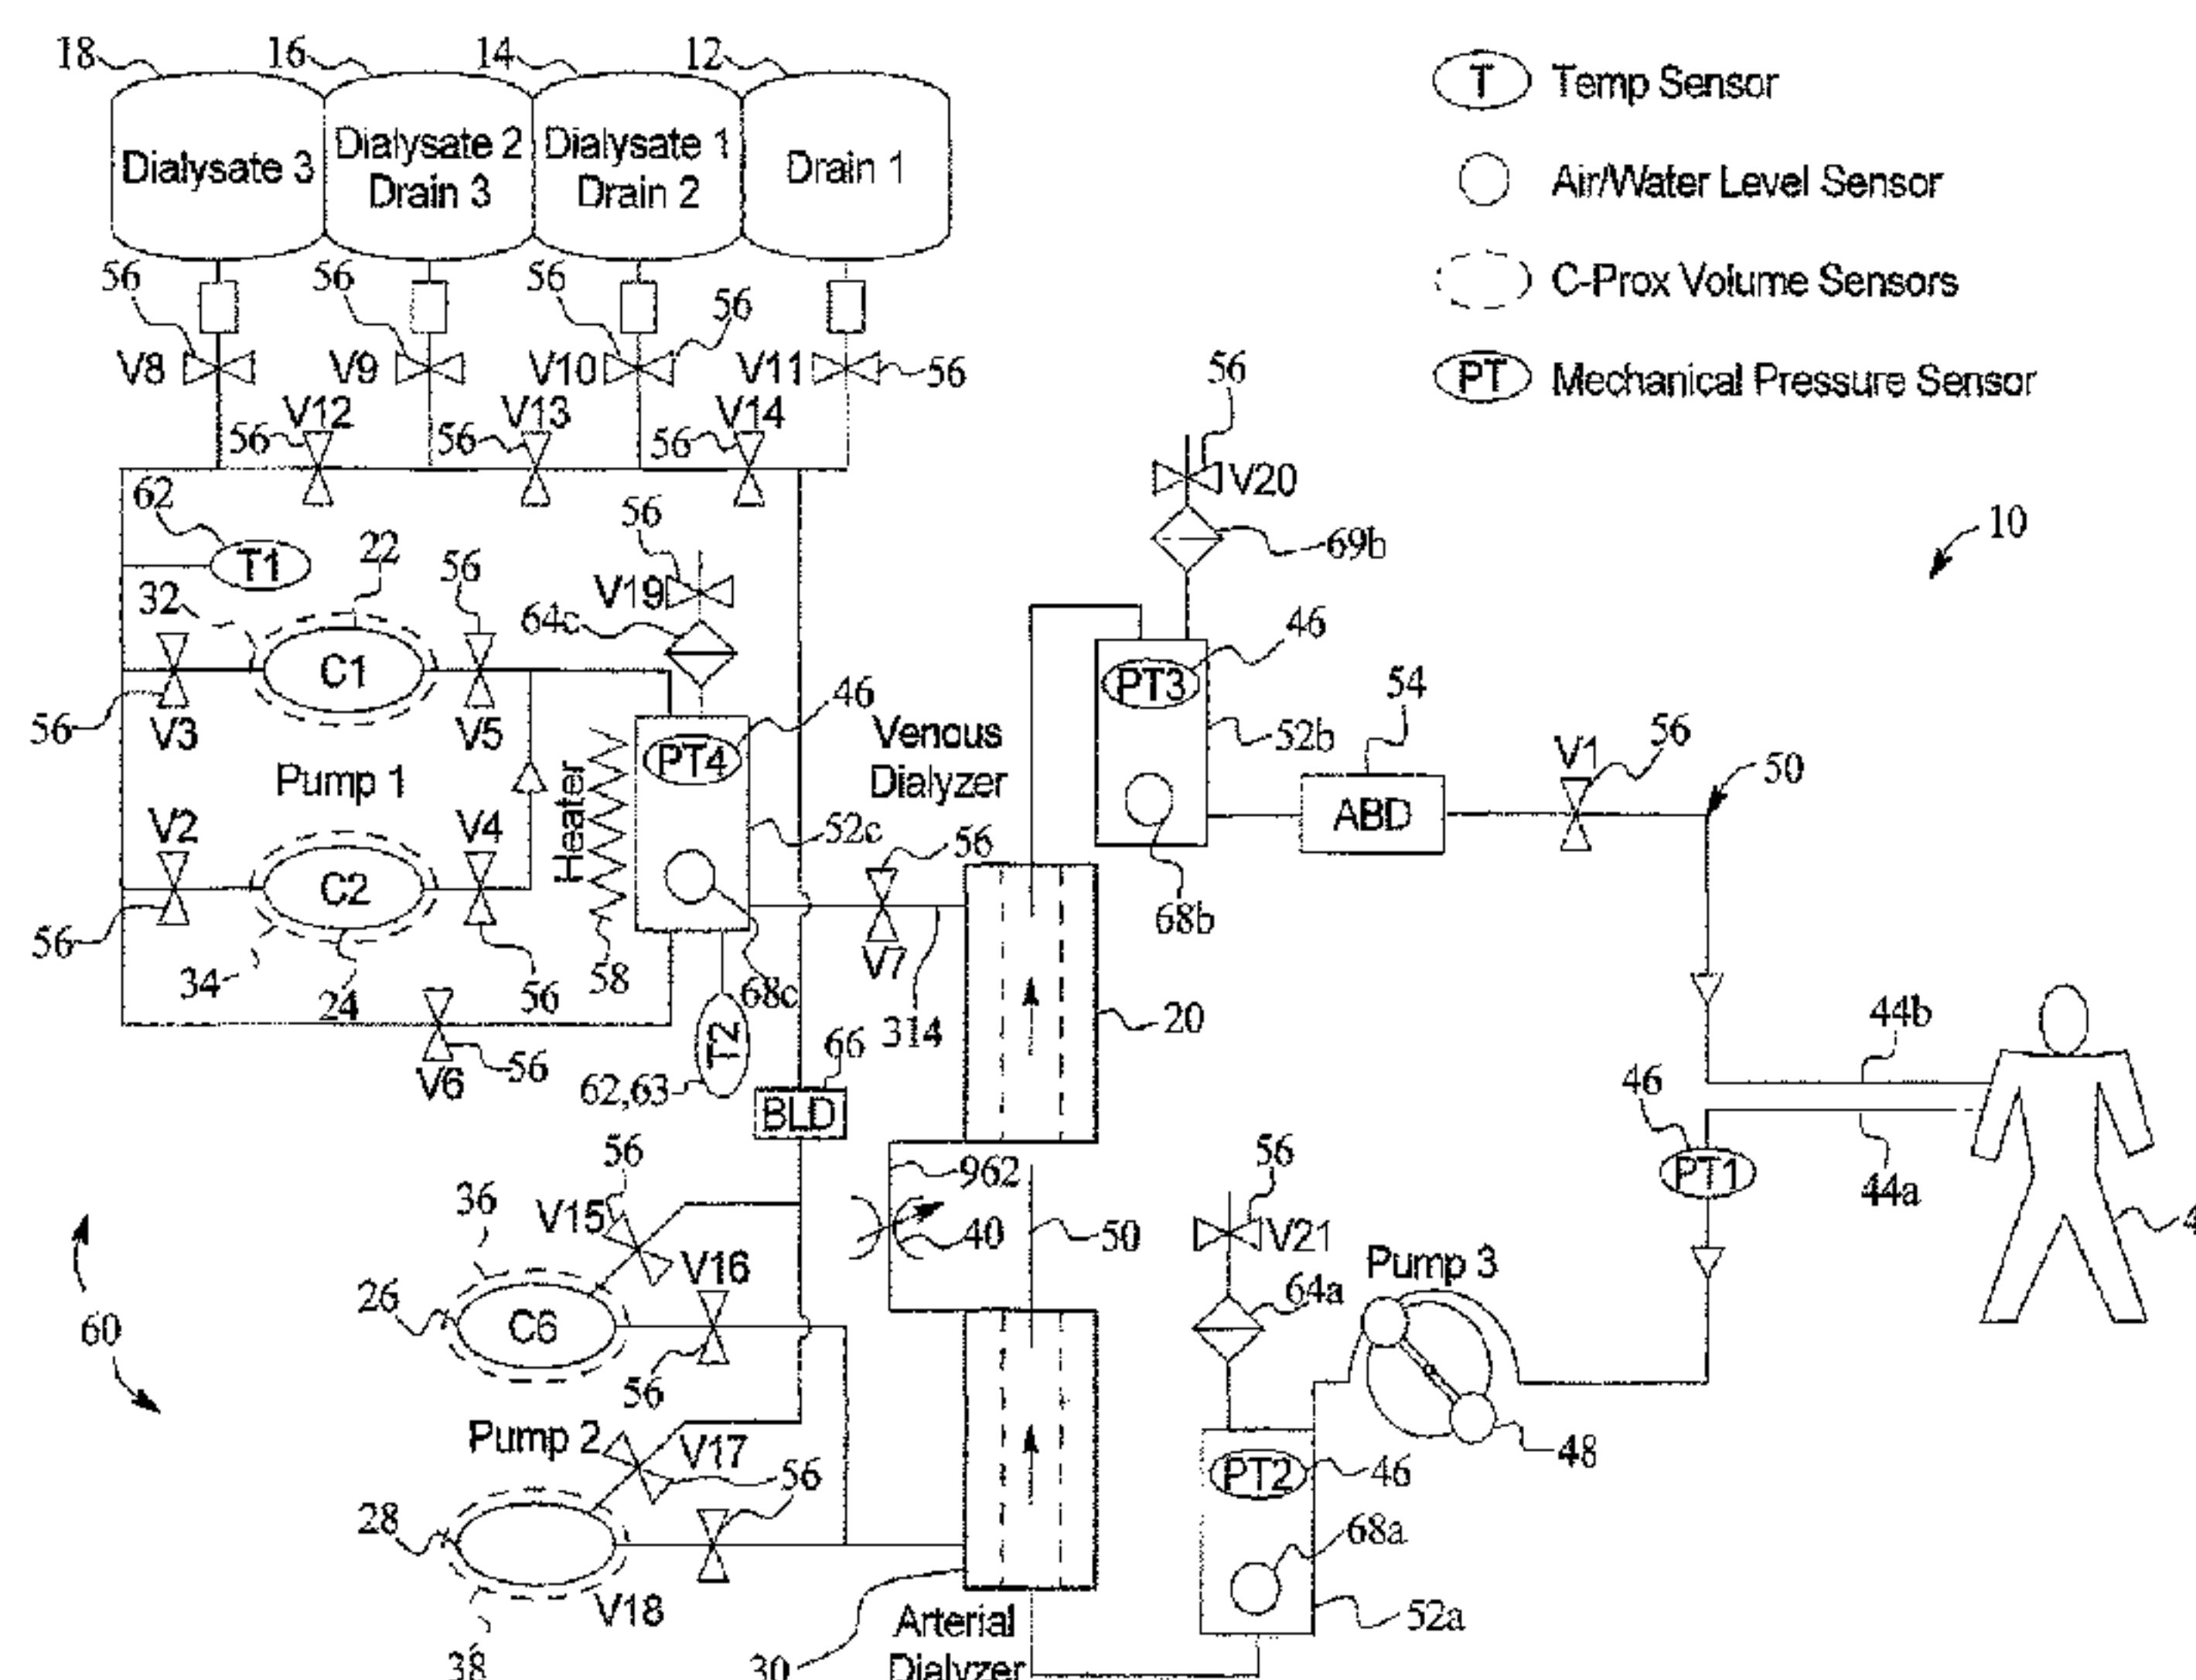 18 16 14 12
Dialysate 3
Dialysate 2
Drain 3
Dialysate 1
Drain 2
Drain 1
T Temp Sensor
Air/Water Level Sensor
C-Prox Volume Sensors
PT Mechanical Pressure Sensor
56 56 56 56
V8 V9 V10 V11 56
V12 V13 V14
56 56 56
56
V20
69b
10
62
T1
22
56
56
V19
64c
32
C1
56
V3
V5
46
PT4
Pump 1
Heater
52c
Venous
Dialyzer
V2
V4
C2
56
34
24
56
58
68c
56
V7
314
46
PT3
52b
68b
54
ABD
V1
56
50
20
V6
56
T2
62,63
66
BLD
44b
46
PT1
44a
4
962
40
50
56
V21
64a
Pump 3
48
36
56
V15
V16
26
C6
56
60
Pump 2
V17
56
28
V18
38
30
Arterial
Dialyzer
PT2
46
68a
52a